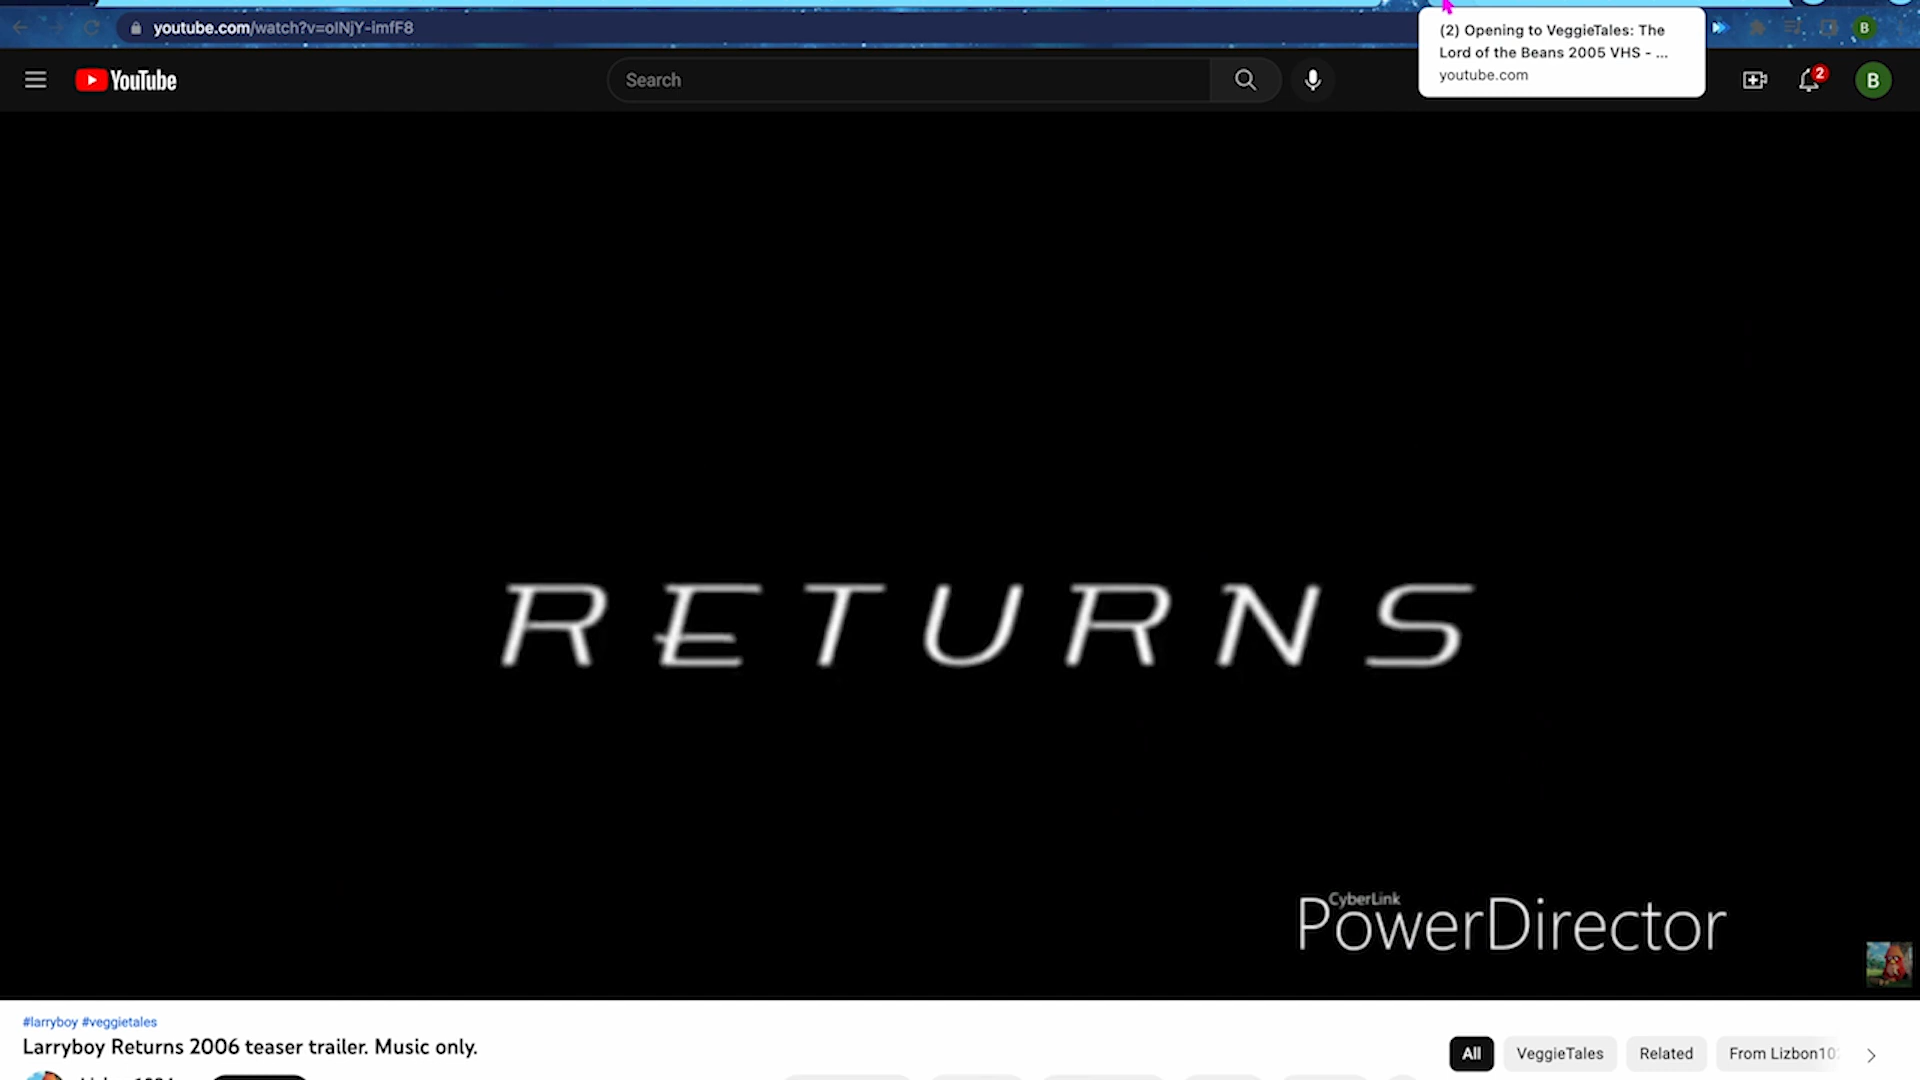 (2) Opening to VeggieTales: The
Lord of the Beans 2005 VHS - ...
youtube.com
youtube.com/watch?v=oINjY-imfF8
B
YouTube
Search
2
B
RETURNS
CyberLink
PowerDirector
#larryboy #veggietales
Larryboy Returns 2006 teaser trailer. Music only.
All
VeggieTales
Related
From Lizbon10